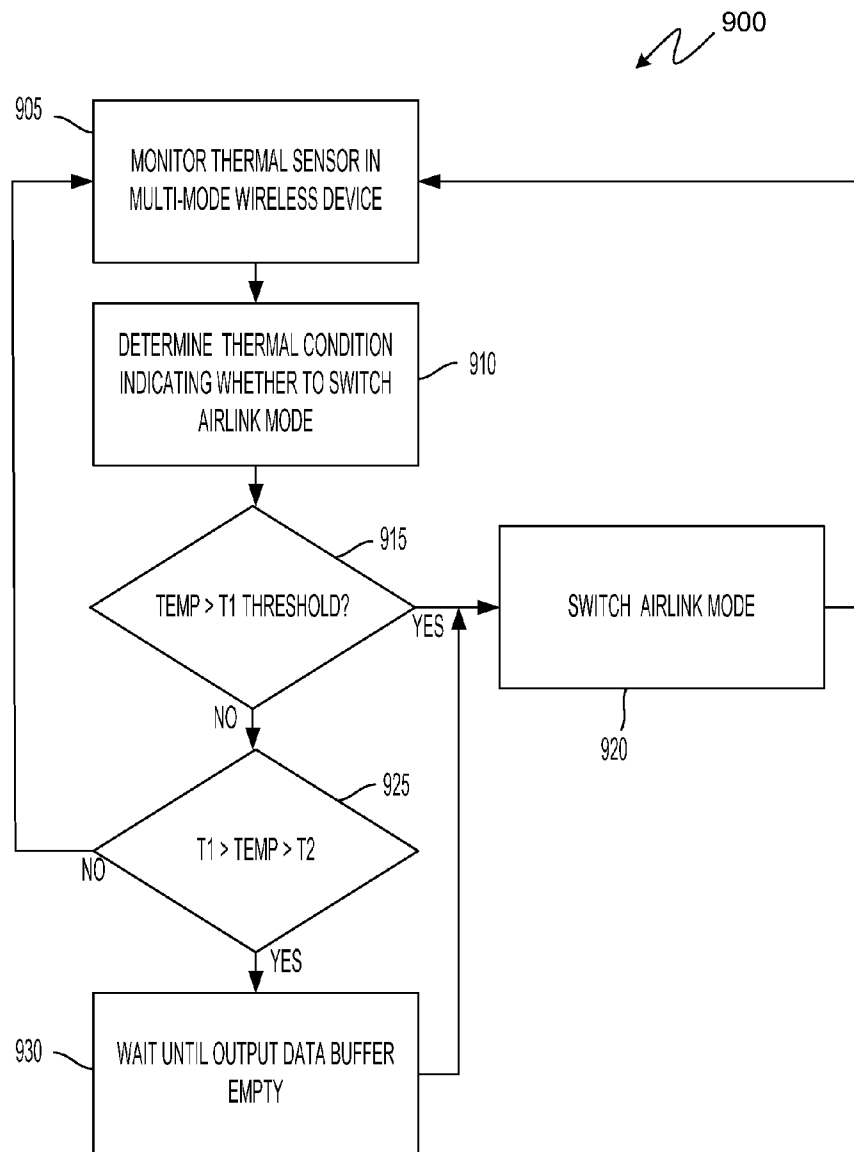 900
905
MONITOR THERMAL SENSOR IN
MULTI-MODE WIRELESS DEVICE
DETERMINE THERMAL CONDITION
INDICATING WHETHER TO SWITCH
AIRLINK MODE
910
915
TEMP > T1 THRESHOLD?
YES
SWITCH AIRLINK MODE
NO
920
925
T1 > TEMP > T2
NO
YES
930
WAIT UNTIL OUTPUT DATA BUFFER
EMPTY